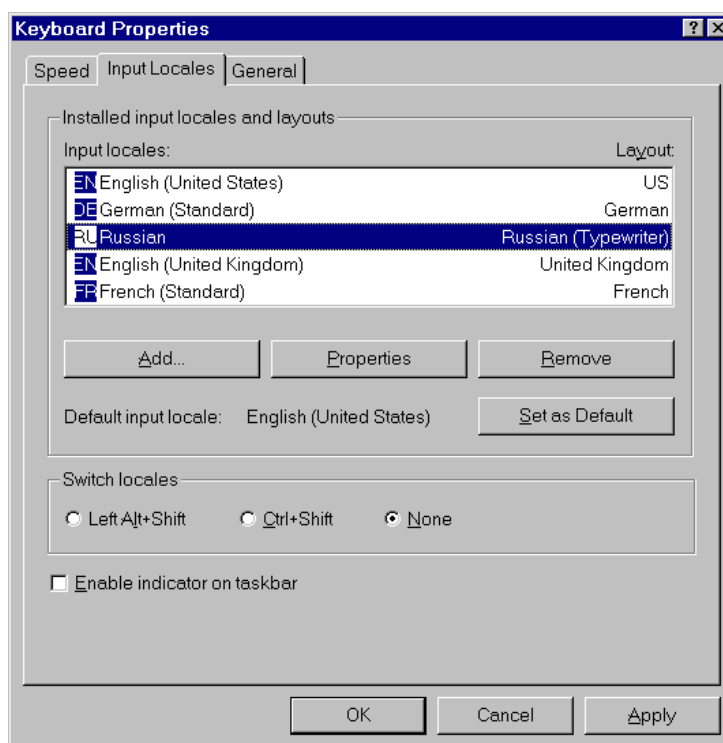 Keyboard Properties
Speed Input Locales General
Installed input locales and layouts
Input locales: Layout:
EN English (United States) US
DE German (Standard) German
RU Russian Russian (Typewriter)
EN English (United Kingdom) United Kingdom
FR French (Standard) French
Add... Properties Remove
Default input locale: English (United States) Set as Default
Switch locales
Left Alt+Shift Ctrl+Shift None
Enable indicator on taskbar
OK Cancel Apply